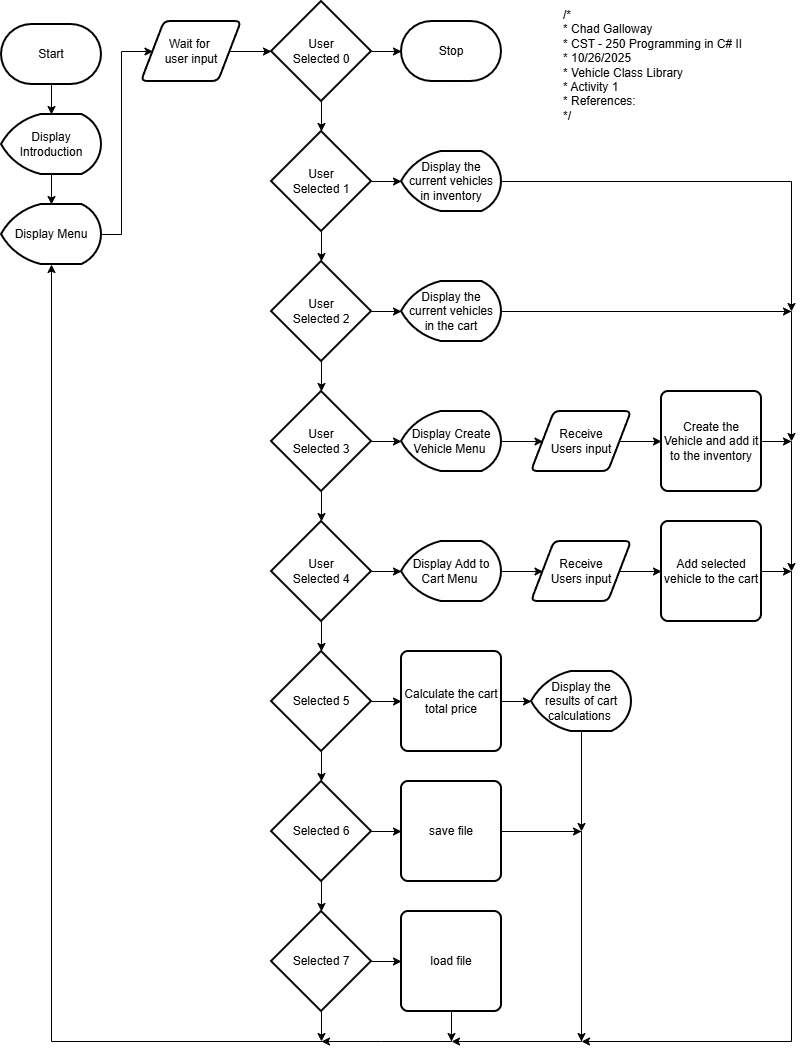 Start
Display
Introduction
Display Menu
Wait for
user input
User
Selected 0
Stop
/*
* Chad Galloway
* CST - 250 Programming in C# II
* 10/26/2025
* Vehicle Class Library
* Activity 1
* References:
*/
User
Selected 1
Display the
current vehicles
in inventory
User
Selected 2
Display the
current vehicles
in the cart
User
Selected 3
Display Create
Vehicle Menu
Receive
Users input
Create the
Vehicle and add it
to the inventory
User
Selected 4
Display Add to
Cart Menu
Receive
Users input
Add selected
vehicle to the cart
Selected 5
Calculate the cart
total price
Display the
results of cart
calculations
Selected 6
save file
Selected 7
load file